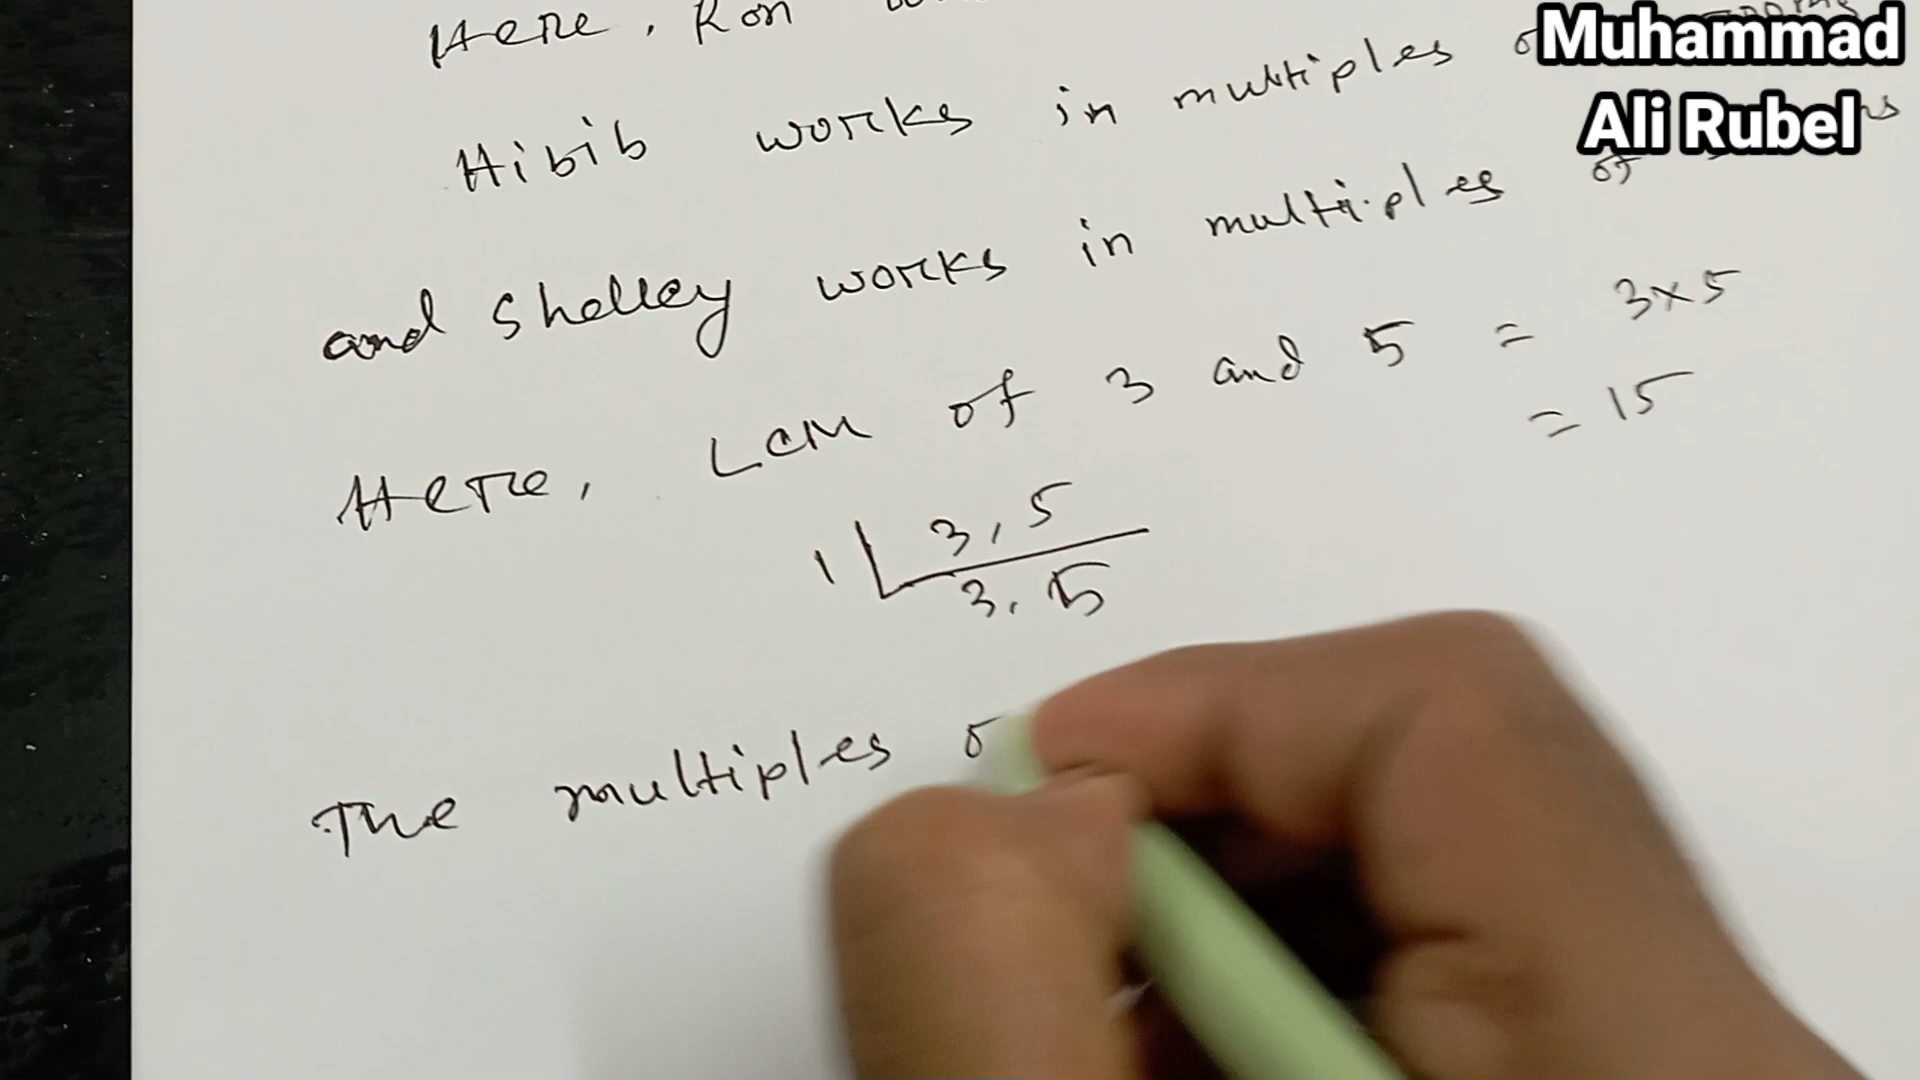 Here, Ron
Muhammad
Ali Rubel
Hibib works in multiples
and Shelley works in multiples of
Here, LCM of 3 and 5 = 3×5
= 15
1 3, 5
3, 5
The multiples